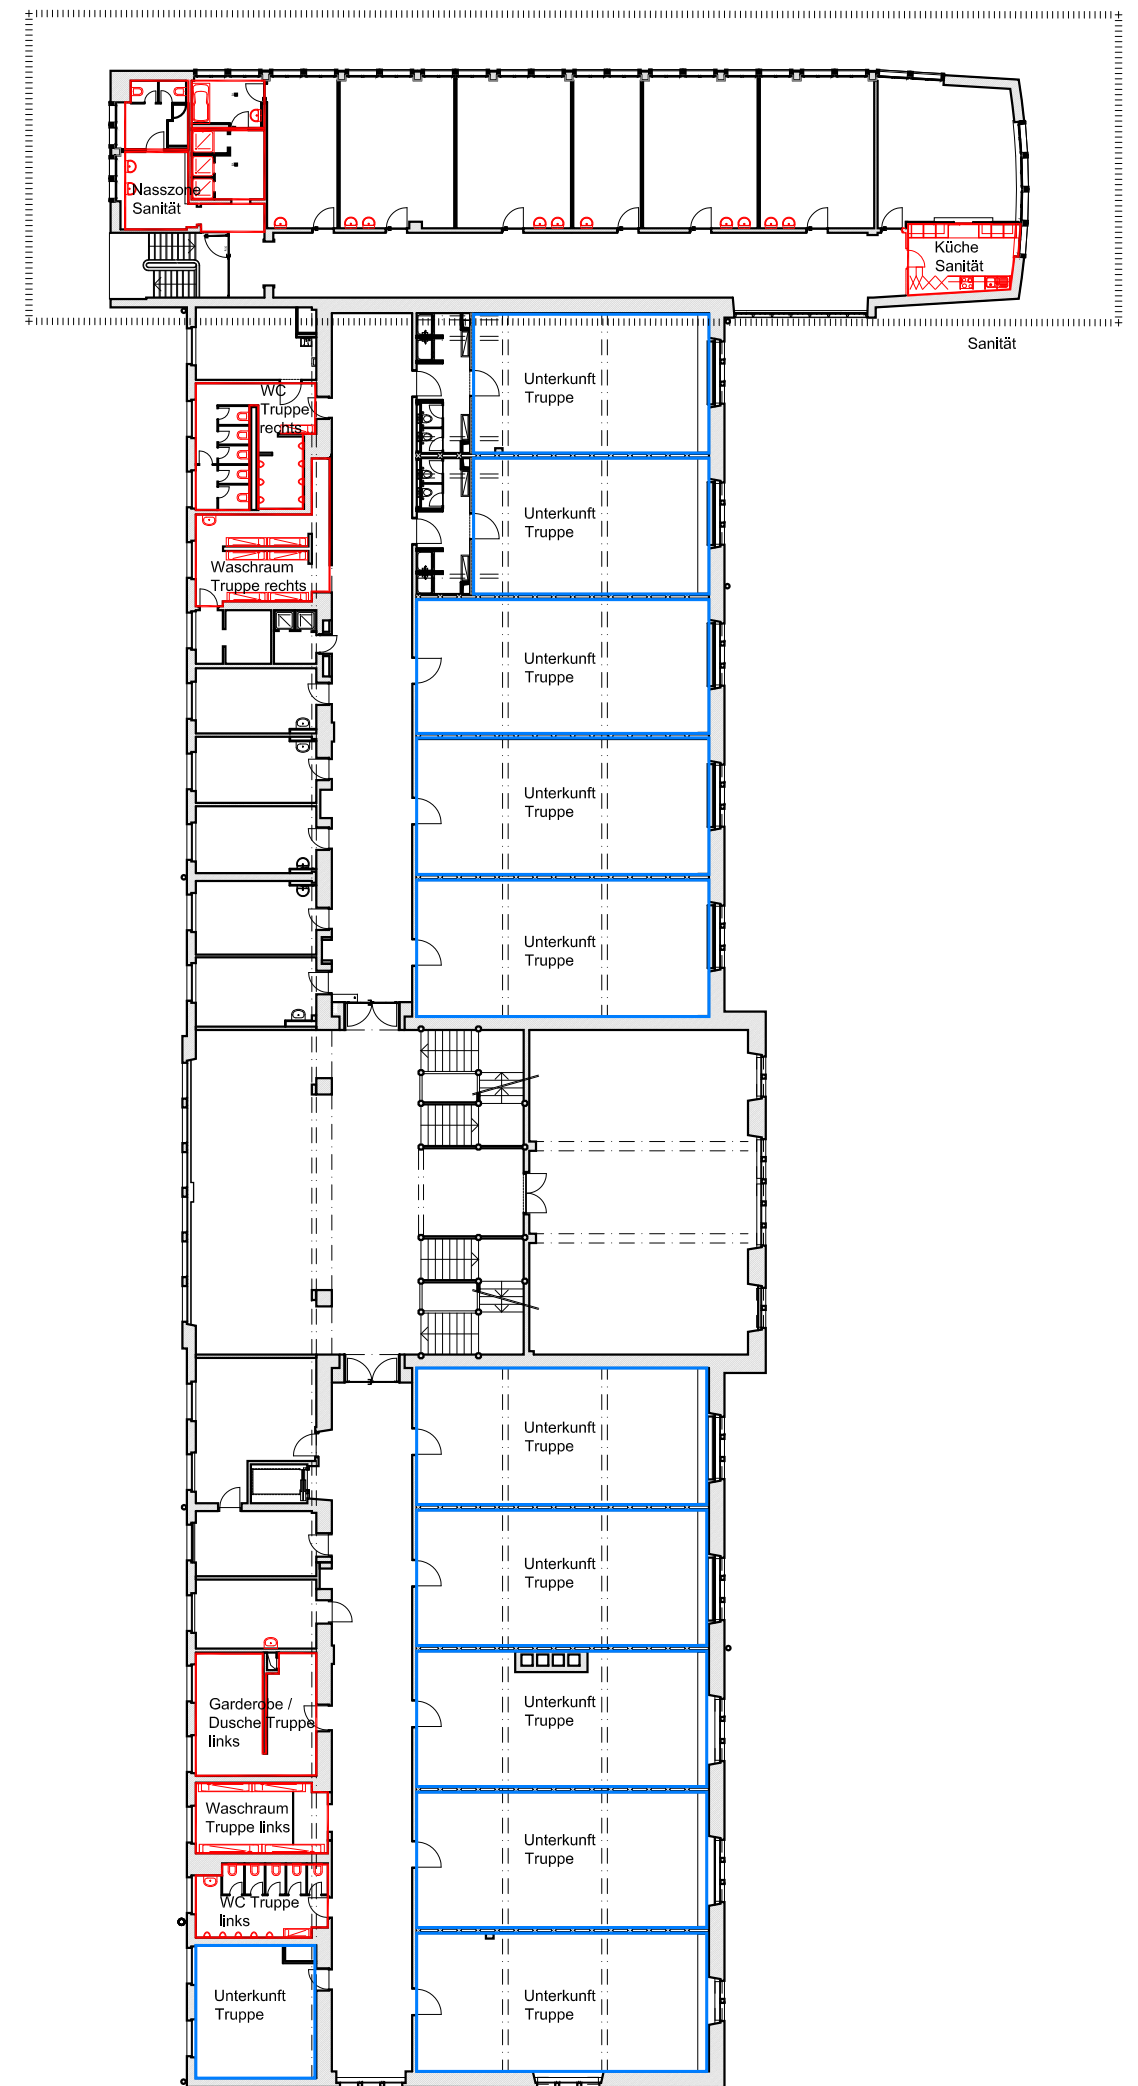 Nasszone
Sanität
Küche
Sanität
Sanität
WC
Truppe
rechts
Unterkunft
Truppe
Unterkunft
Truppe
Waschraum
Truppe rechts
Unterkunft
Truppe
Unterkunft
Truppe
Unterkunft
Truppe
Unterkunft
Truppe
Unterkunft
Truppe
Garderobe /
Dusche Truppe
links
Unterkunft
Truppe
Waschraum
Truppe links
Unterkunft
Truppe
WC Truppe
links
Unterkunft
Truppe
Unterkunft
Truppe